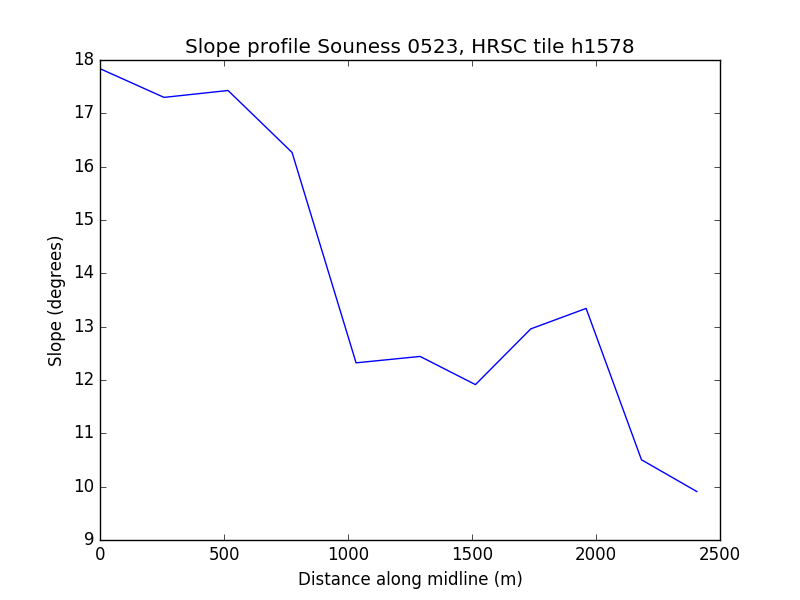 Slope profile Souness 0523, HRSC tile h1578
18
17
16
15
14
13
12
11
10
9
Slope (degrees)
0 500 1000 1500 2000 2500
Distance along midline (m)